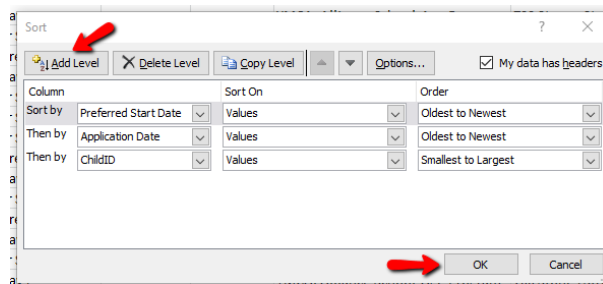 Sort ? ×
Add Level Delete Level Copy Level Options... My data has headers
Column Sort On Order
Sort by Preferred Start Date Values Oldest to Newest
Then by Application Date Values Oldest to Newest
Then by ChildID Values Smallest to Largest
OK Cancel